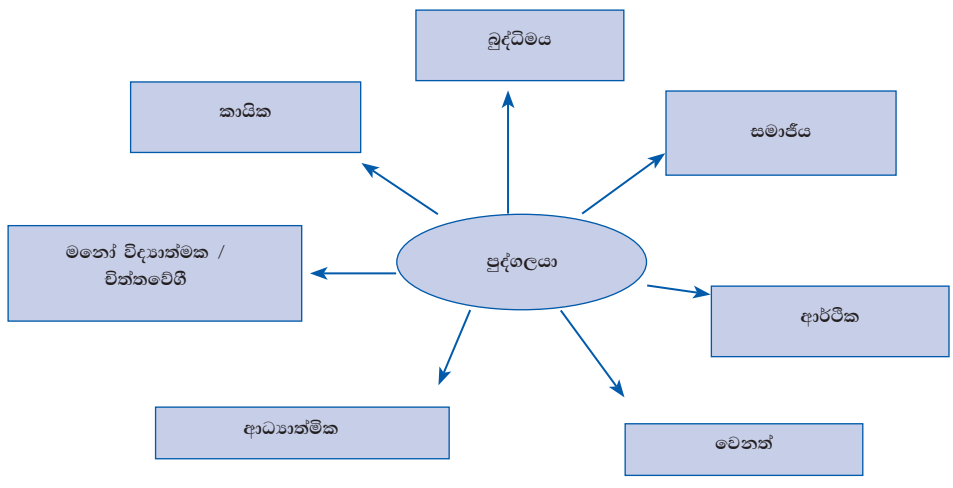 බුද්ධිමය
කායික
සමාජීය
මනෝ විද්‍යාත්මක /
චිත්තවේගී
පුද්ගලයා
ආර්ථික
ආධ්‍යාත්මික
වෙනත්